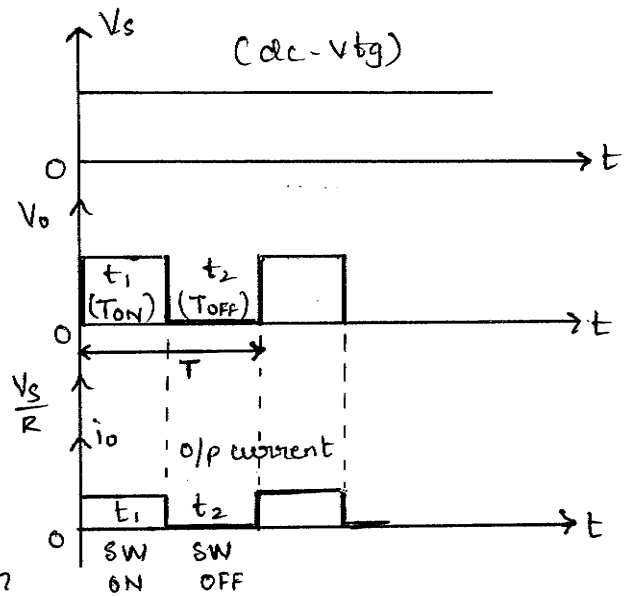 Vs
(dc-Vtg)
0 t
Vo
t₁ t₂
(TON) (TOFF)
0 t
T
Vs
R
io
o/p current
t₁ t₂
0 t
SW SW
ON OFF
?